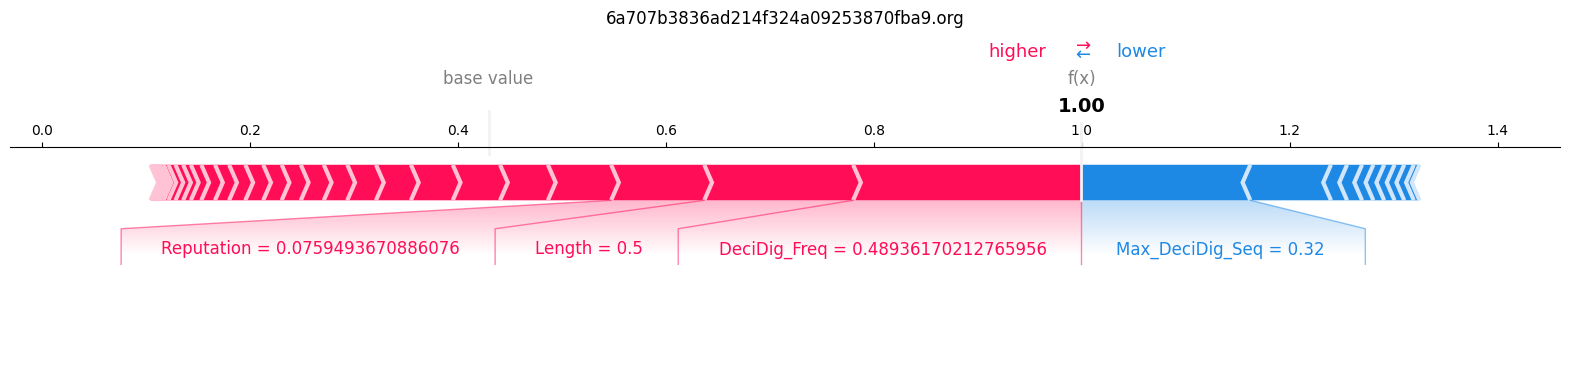 6a707b3836ad214f324a09253870fba9.org
higher ⇄ lower
base value f(x)
1.00
0.0 0.2 0.4 0.6 0.8 1.0 1.2 1.4
Reputation = 0.0759493670886076 Length = 0.5 DeciDig_Freq = 0.48936170212765956 Max_DeciDig_Seq = 0.32